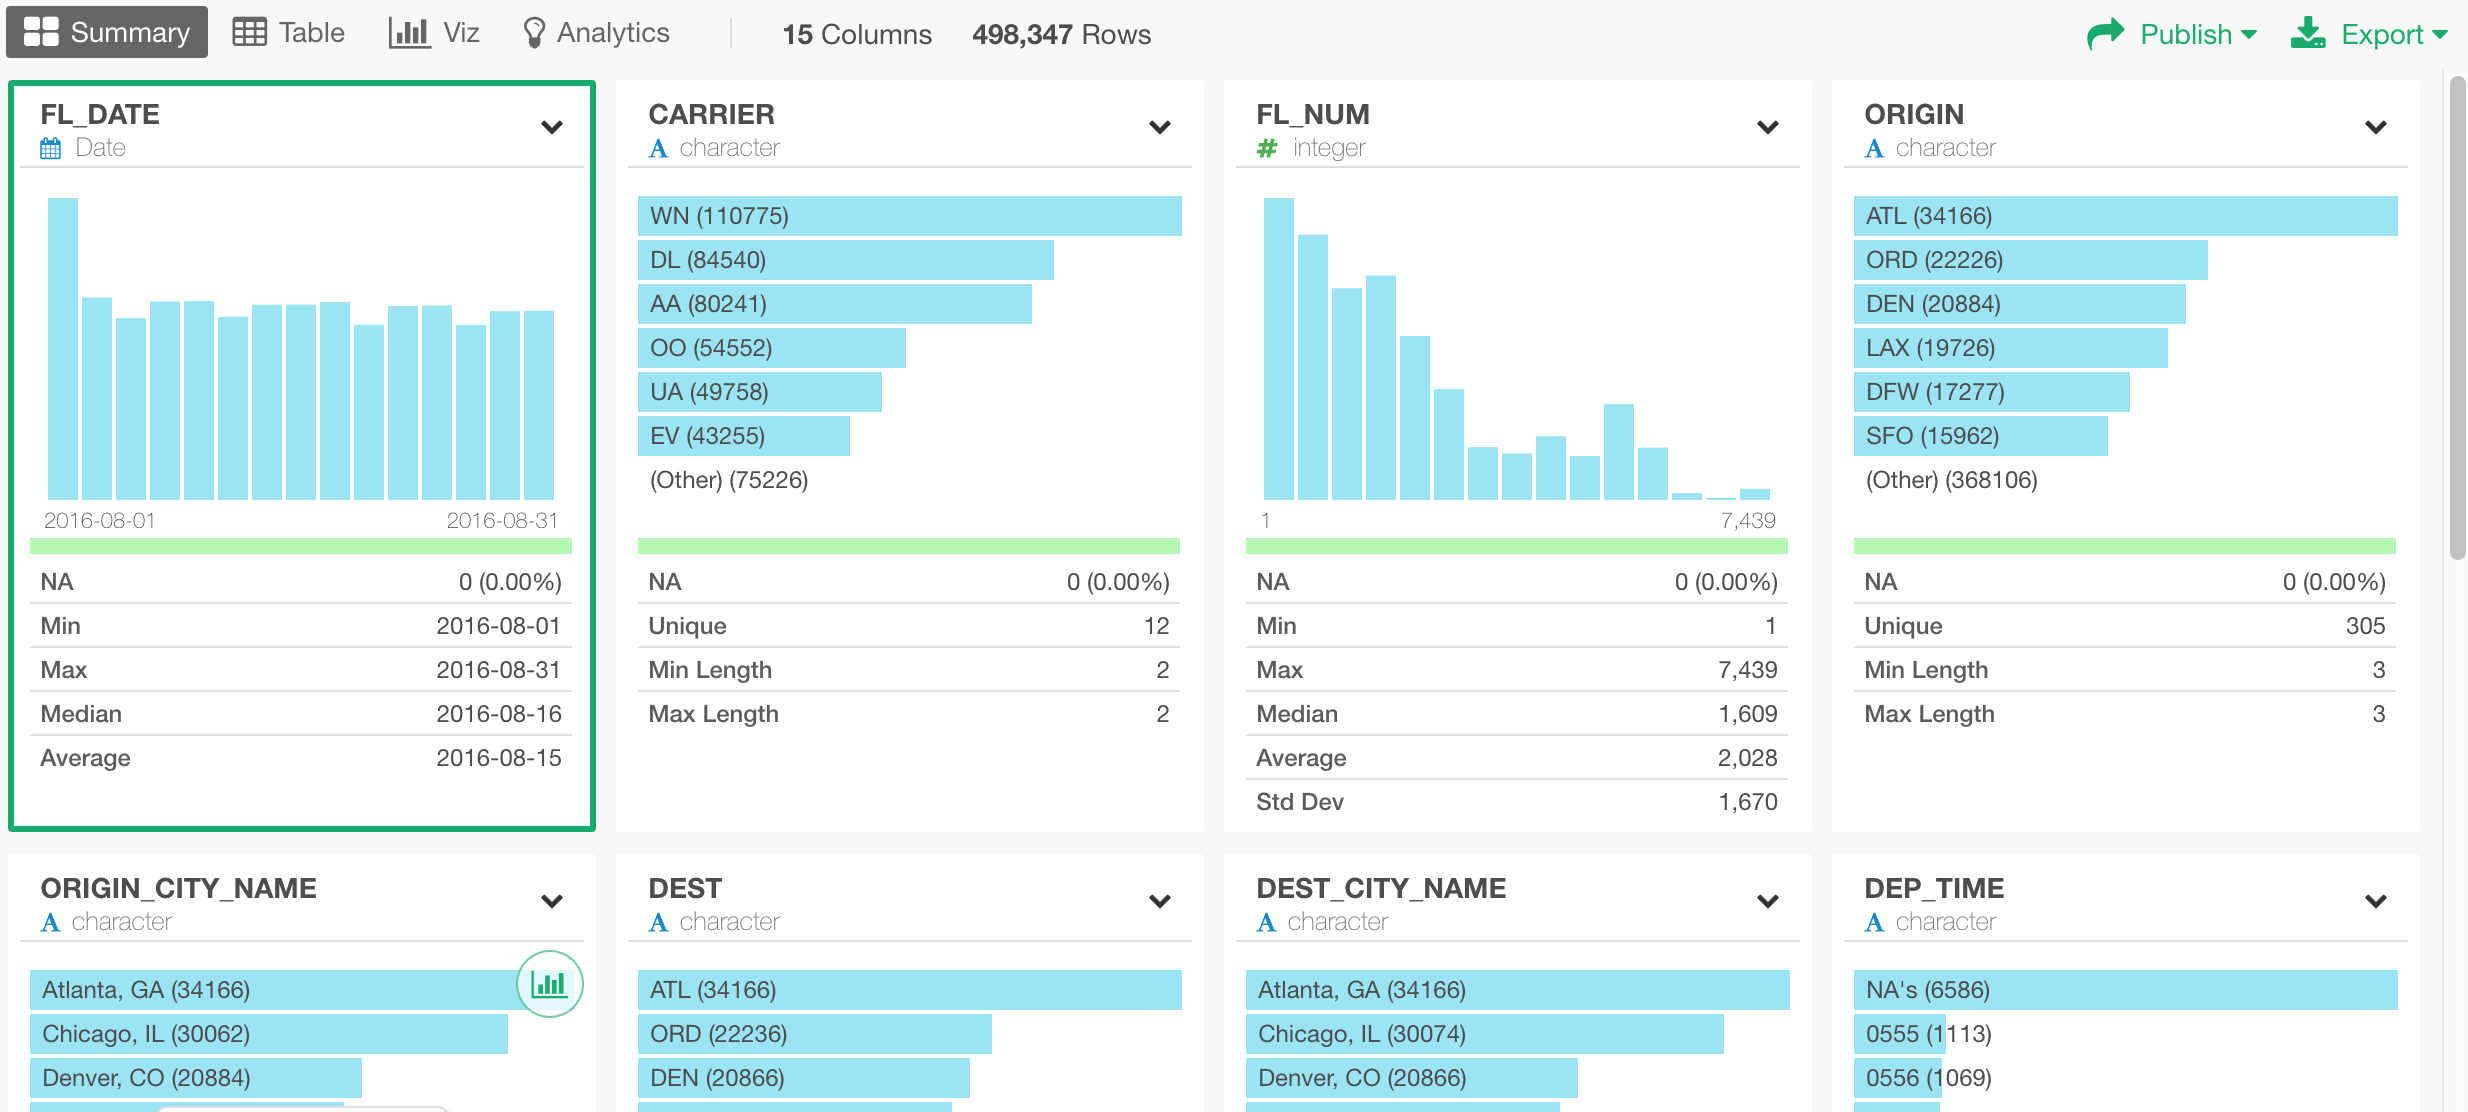 Summary Table Viz Analytics 15 Columns 498,347 Rows Publish Export
FL_DATE
Date
2016-08-01 2016-08-31
NA 0 (0.00%)
Min 2016-08-01
Max 2016-08-31
Median 2016-08-16
Average 2016-08-15
CARRIER
A character
WN (110775)
DL (84540)
AA (80241)
OO (54552)
UA (49758)
EV (43255)
(Other) (75226)
NA 0 (0.00%)
Unique 12
Min Length 2
Max Length 2
FL_NUM
# integer
1 7,439
NA 0 (0.00%)
Min 1
Max 7,439
Median 1,609
Average 2,028
Std Dev 1,670
ORIGIN
A character
ATL (34166)
ORD (22226)
DEN (20884)
LAX (19726)
DFW (17277)
SFO (15962)
(Other) (368106)
NA 0 (0.00%)
Unique 305
Min Length 3
Max Length 3
ORIGIN_CITY_NAME
A character
Atlanta, GA (34166)
Chicago, IL (30062)
Denver, CO (20884)
DEST
A character
ATL (34166)
ORD (22236)
DEN (20866)
DEST_CITY_NAME
A character
Atlanta, GA (34166)
Chicago, IL (30074)
Denver, CO (20866)
DEP_TIME
A character
NA's (6586)
0555 (1113)
0556 (1069)